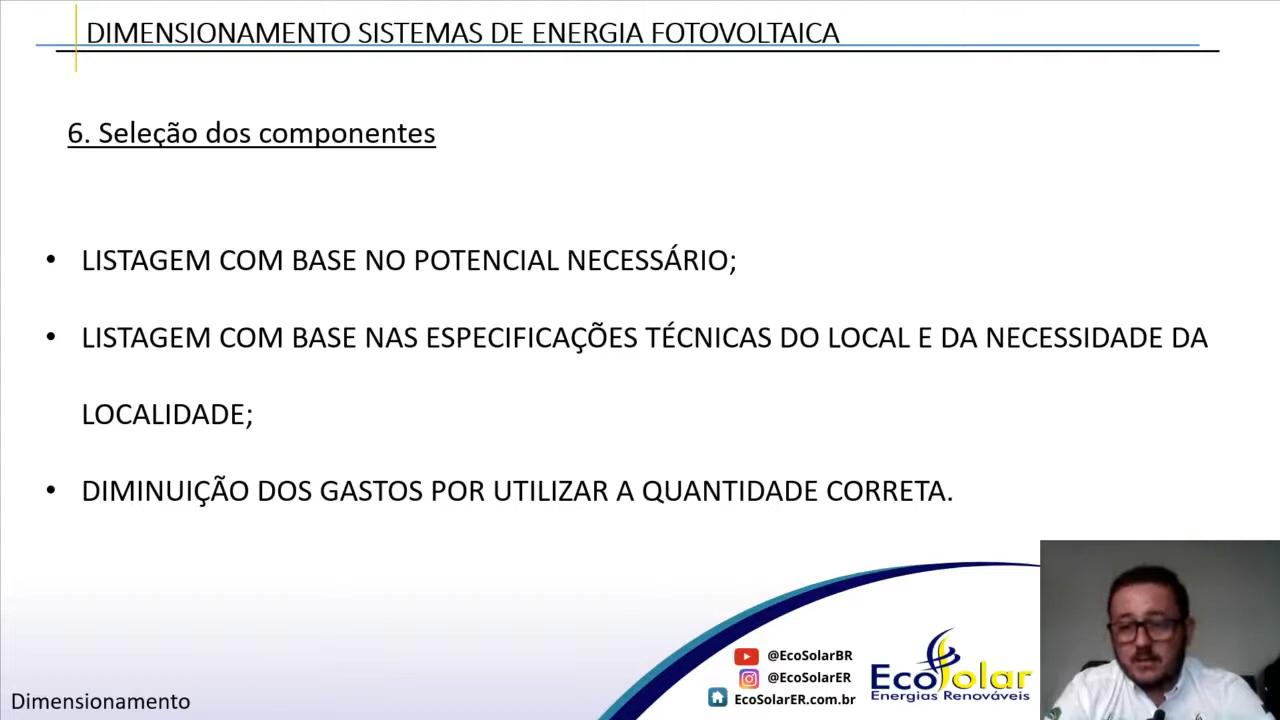 DIMENSIONAMENTO SISTEMAS DE ENERGIA FOTOVOLTAICA
6. Seleção dos componentes
• LISTAGEM COM BASE NO POTENCIAL NECESSÁRIO;
• LISTAGEM COM BASE NAS ESPECIFICAÇÕES TÉCNICAS DO LOCAL E DA NECESSIDADE DA
LOCALIDADE;
• DIMINUIÇÃO DOS GASTOS POR UTILIZAR A QUANTIDADE CORRETA.
@EcoSolarBR
@EcoSolarER
EcoSolarER.com.br
EcoSolar
Energias Renováveis
Dimensionamento